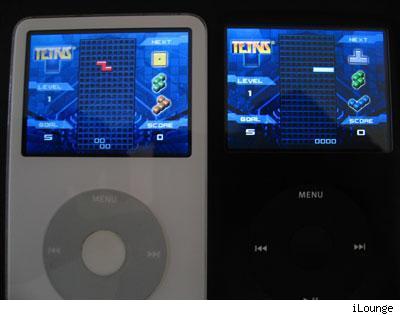 TETRIS
NEXT
LEVEL
1
GOAL
5
SCORE
0
MENU
TETRIS
NEXT
LEVEL
1
GOAL
5
SCORE
0
MENU
iLounge